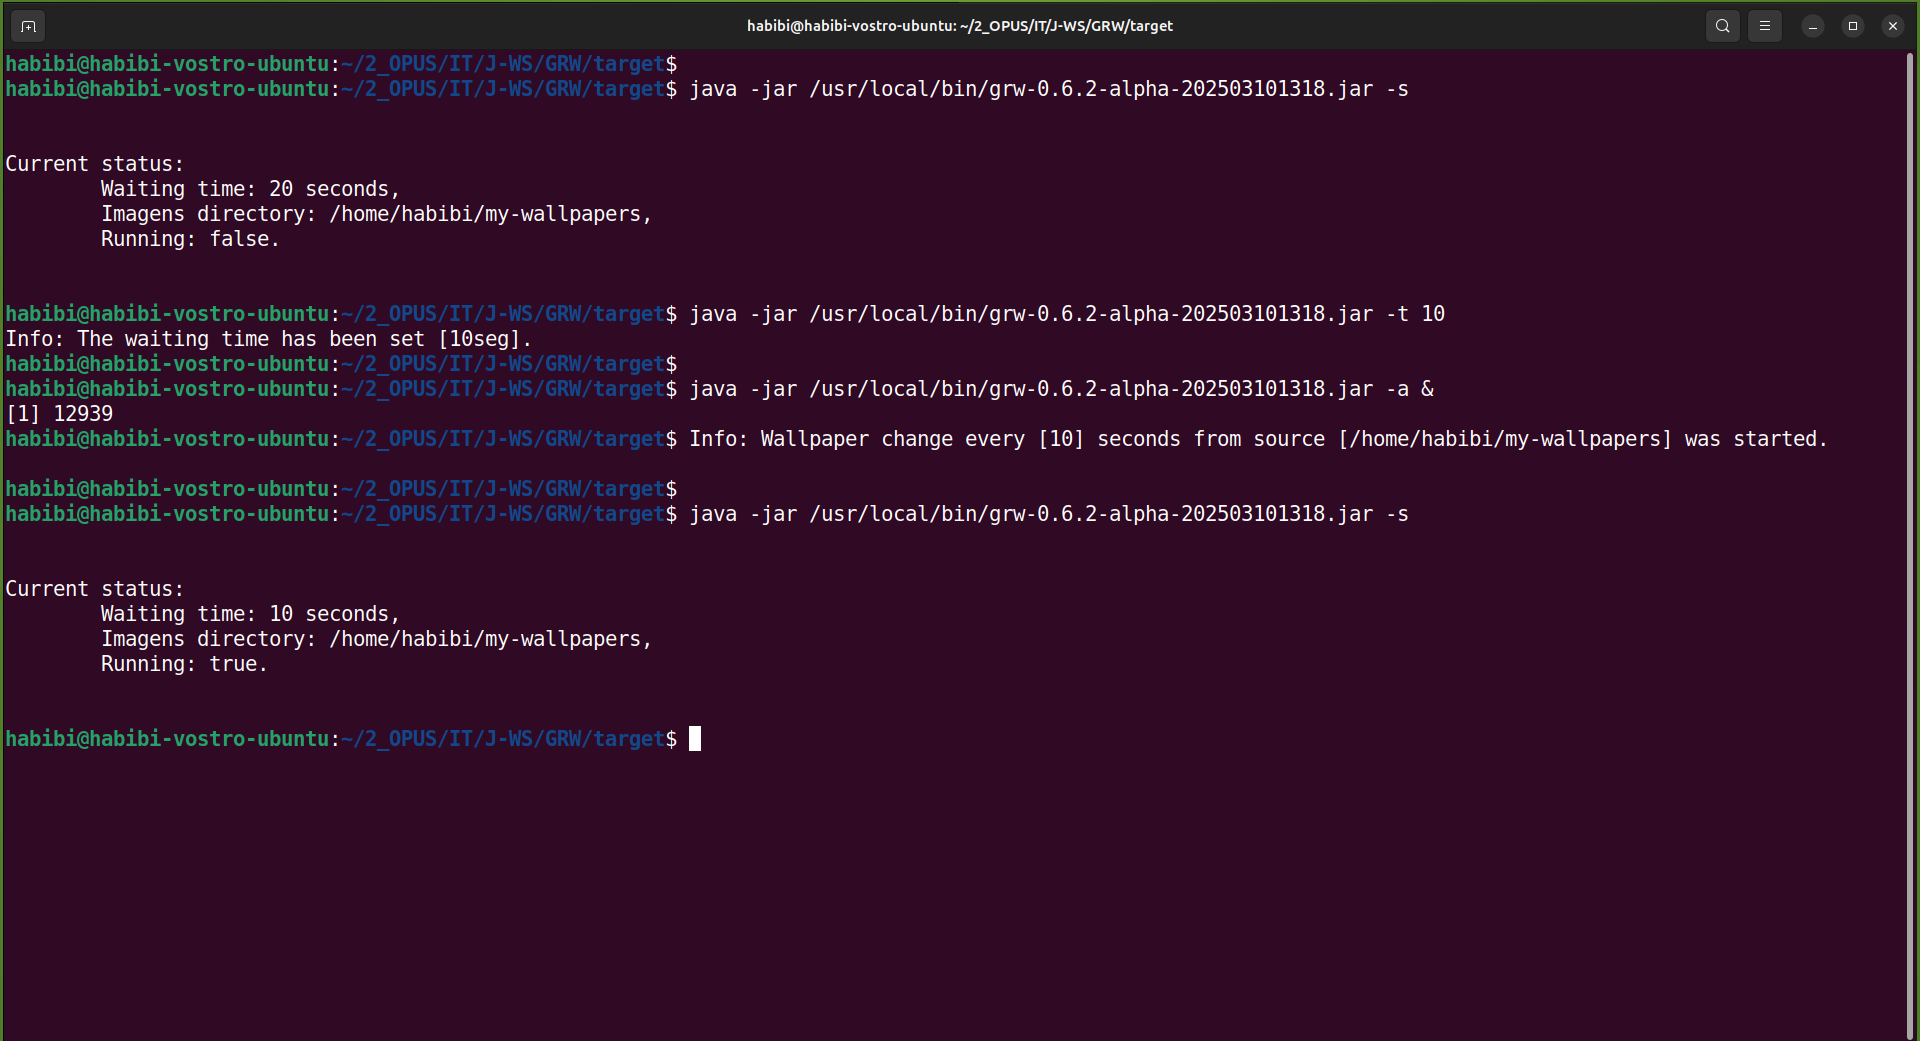 habibi@habibi-vostro-ubuntu: ~/2_OPUS/IT/J-WS/GRW/target
habibi@habibi-vostro-ubuntu:~/2_OPUS/IT/J-WS/GRW/target$
habibi@habibi-vostro-ubuntu:~/2_OPUS/IT/J-WS/GRW/target$ java -jar /usr/local/bin/grw-0.6.2-alpha-202503101318.jar -s
Current status:
Waiting time: 20 seconds,
Imagens directory: /home/habibi/my-wallpapers,
Running: false.
habibi@habibi-vostro-ubuntu:~/2_OPUS/IT/J-WS/GRW/target$ java -jar /usr/local/bin/grw-0.6.2-alpha-202503101318.jar -t 10
Info: The waiting time has been set [10seg].
habibi@habibi-vostro-ubuntu:~/2_OPUS/IT/J-WS/GRW/target$
habibi@habibi-vostro-ubuntu:~/2_OPUS/IT/J-WS/GRW/target$ java -jar /usr/local/bin/grw-0.6.2-alpha-202503101318.jar -a &
[1] 12939
habibi@habibi-vostro-ubuntu:~/2_OPUS/IT/J-WS/GRW/target$ Info: Wallpaper change every [10] seconds from source [/home/habibi/my-wallpapers] was started.
habibi@habibi-vostro-ubuntu:~/2_OPUS/IT/J-WS/GRW/target$
habibi@habibi-vostro-ubuntu:~/2_OPUS/IT/J-WS/GRW/target$ java -jar /usr/local/bin/grw-0.6.2-alpha-202503101318.jar -s
Current status:
Waiting time: 10 seconds,
Imagens directory: /home/habibi/my-wallpapers,
Running: true.
habibi@habibi-vostro-ubuntu:~/2_OPUS/IT/J-WS/GRW/target$